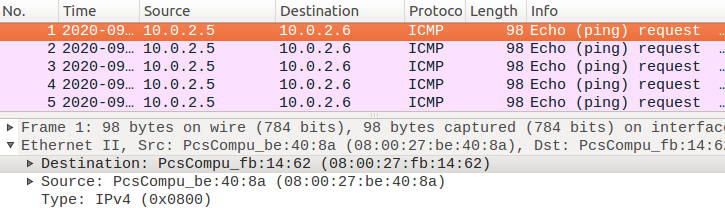 No. Time Source Destination Protoco Length Info
1 2020-09… 10.0.2.5 10.0.2.6 ICMP 98 Echo (ping) request …
2 2020-09… 10.0.2.5 10.0.2.6 ICMP 98 Echo (ping) request …
3 2020-09… 10.0.2.5 10.0.2.6 ICMP 98 Echo (ping) request …
4 2020-09… 10.0.2.5 10.0.2.6 ICMP 98 Echo (ping) request …
5 2020-09… 10.0.2.5 10.0.2.6 ICMP 98 Echo (ping) request …
Frame 1: 98 bytes on wire (784 bits), 98 bytes captured (784 bits) on interfac
Ethernet II, Src: PcsCompu_be:40:8a (08:00:27:be:40:8a), Dst: PcsCompu_fb:14:
Destination: PcsCompu_fb:14:62 (08:00:27:fb:14:62)
Source: PcsCompu_be:40:8a (08:00:27:be:40:8a)
Type: IPv4 (0x0800)